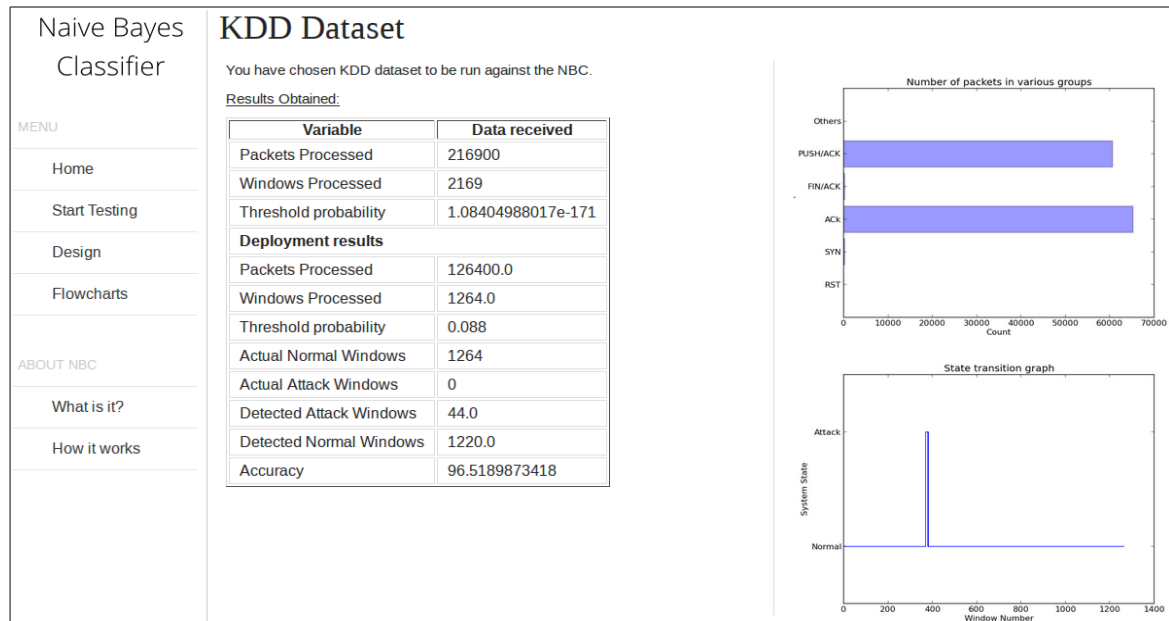 Naive Bayes
Classifier
MENU
Home
Start Testing
Design
Flowcharts
ABOUT NBC
What is it?
How it works
KDD Dataset
You have chosen KDD dataset to be run against the NBC.
Results Obtained:
Variable Data received
Packets Processed 216900
Windows Processed 2169
Threshold probability 1.08404988017e-171
Deployment results
Packets Processed 126400.0
Windows Processed 1264.0
Threshold probability 0.088
Actual Normal Windows 1264
Actual Attack Windows 0
Detected Attack Windows 44.0
Detected Normal Windows 1220.0
Accuracy 96.5189873418
Number of packets in various groups
Others
PUSH/ACK
FIN/ACK
ACk
SYN
RST
0 10000 20000 30000 40000 50000 60000 70000
Count
State transition graph
Attack
System State
Normal
0 200 400 600 800 1000 1200 1400
Window Number